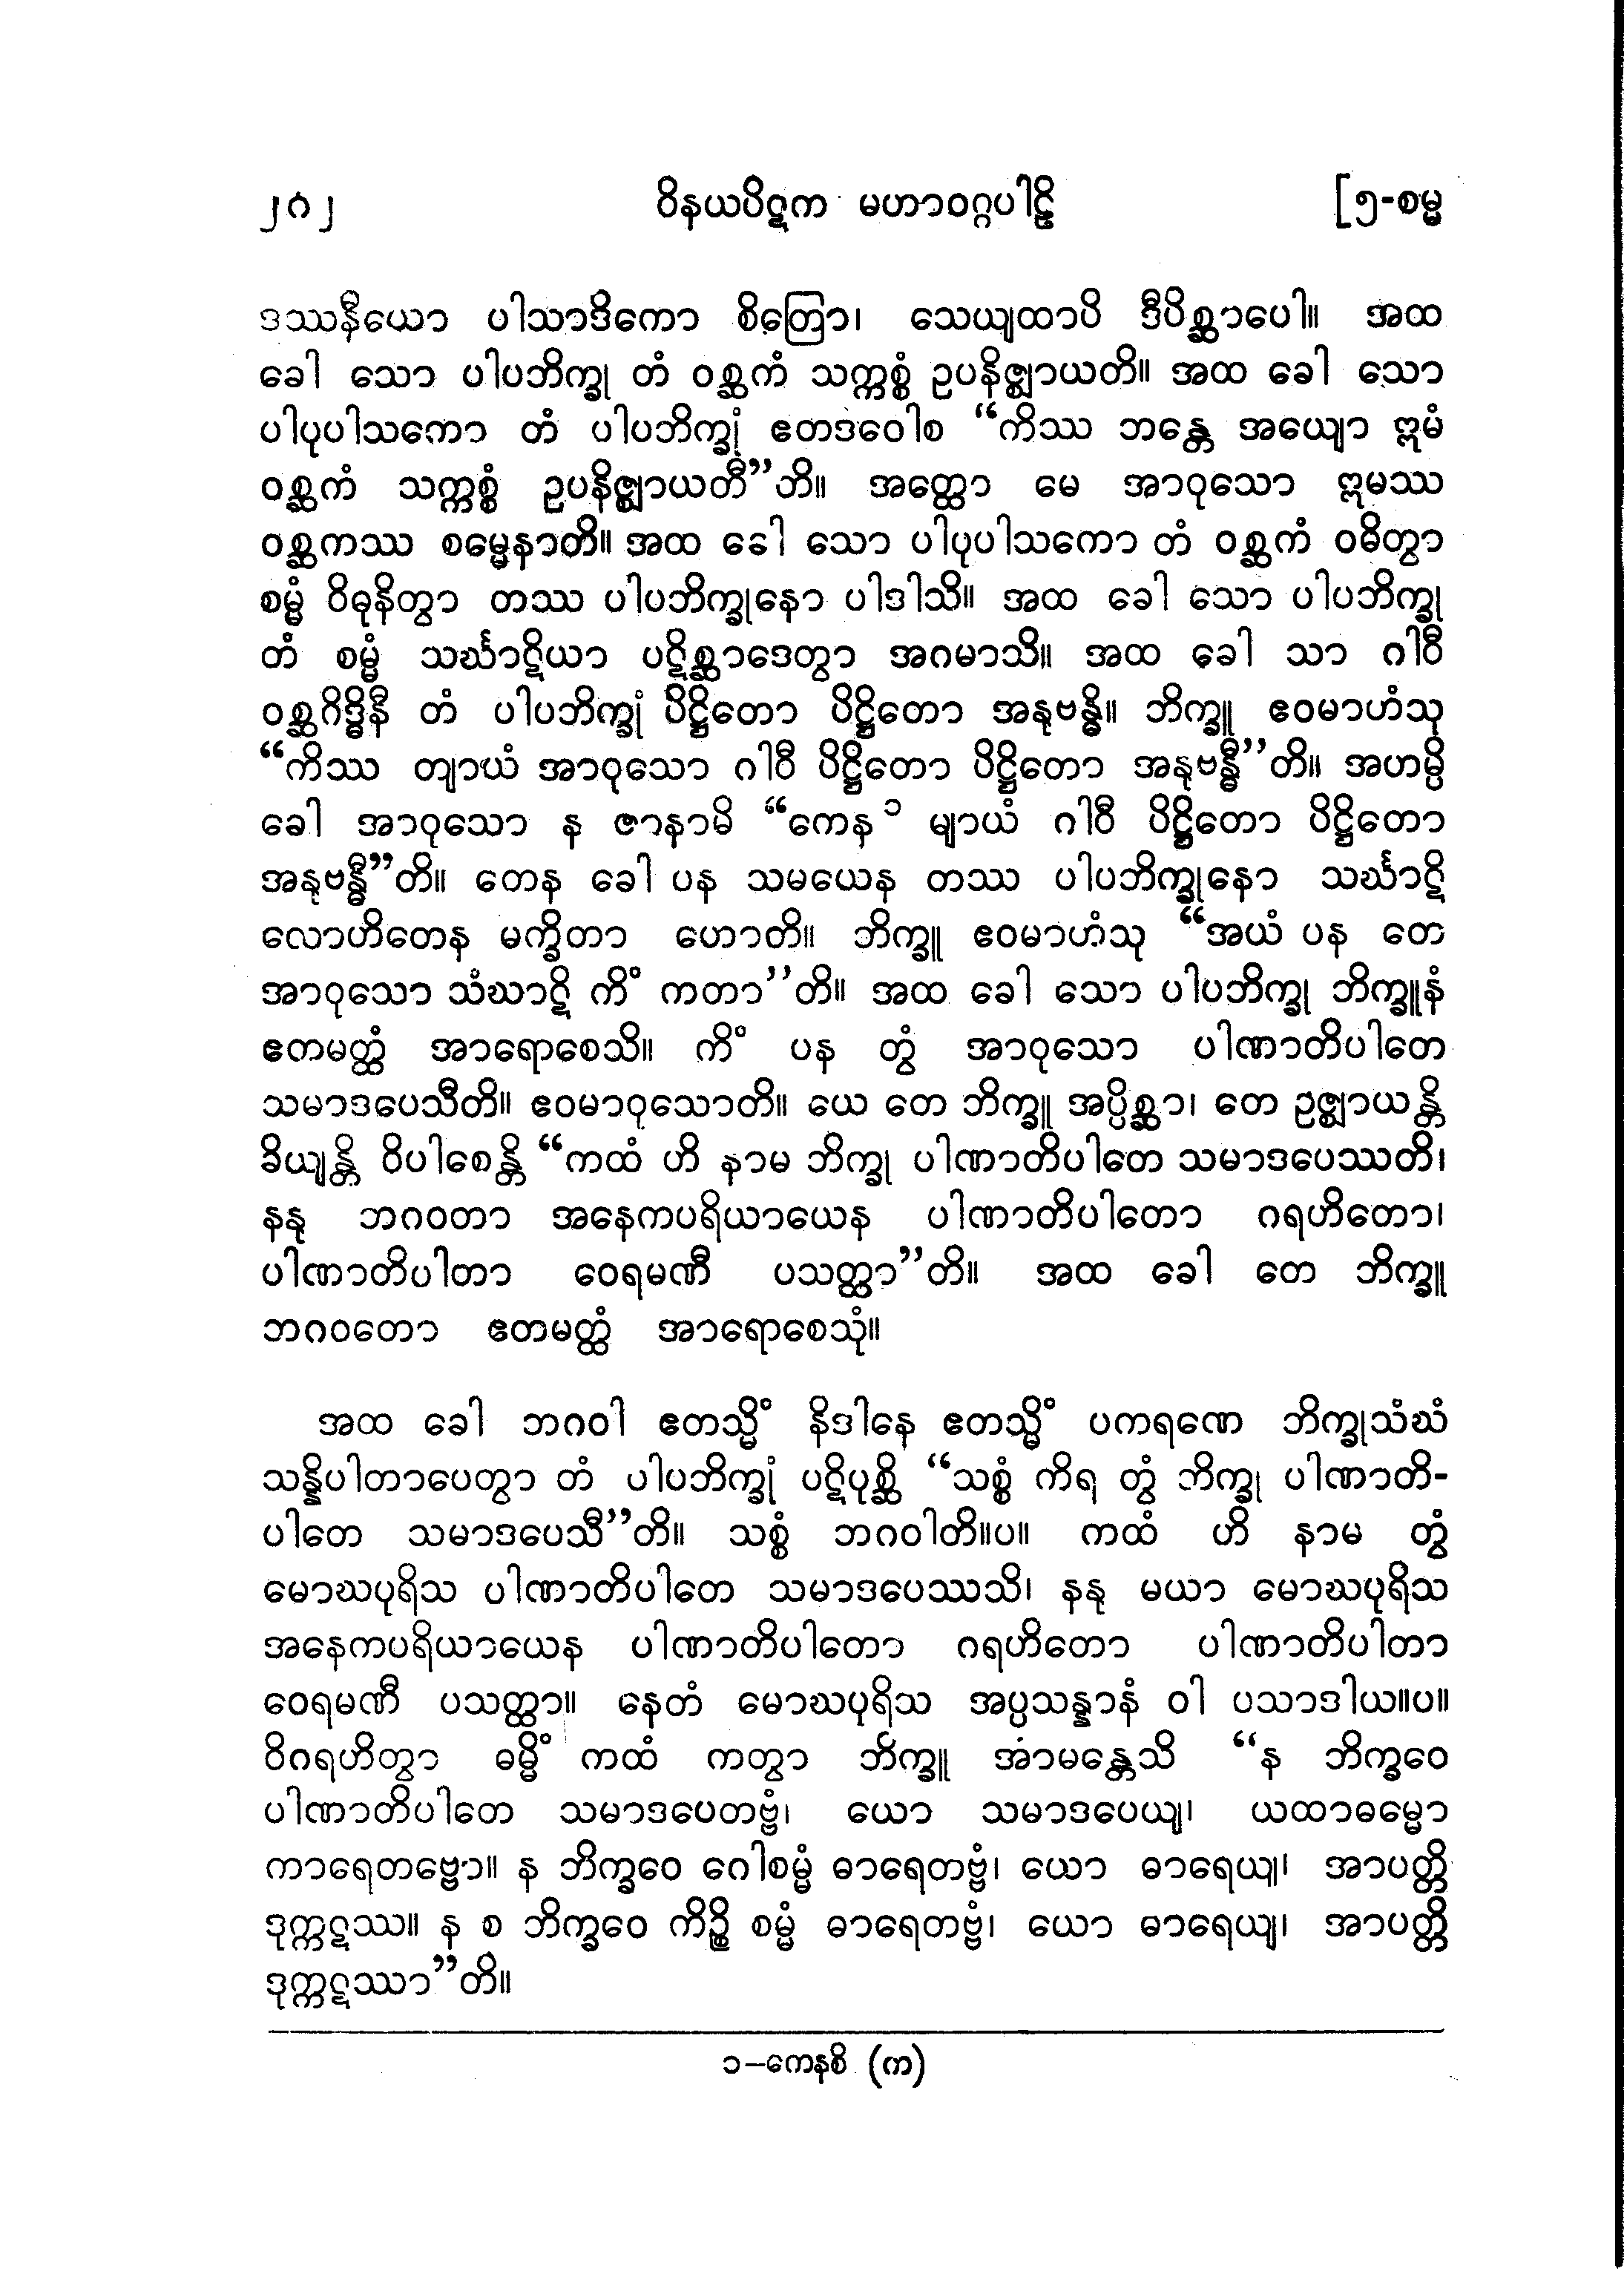 ၂၈၂ ဝိနယပိဋက မဟာဝဂ္ဂပါဠိ [၅-စမ္မ
ဒဿနီယော ပါသာဒိကော စိတြော၊ သေယျထာပိ ဒီပိစ္ဆာပေါ။ အထ
ခေါ သော ပါပဘိက္ခု တံ ဝစ္ဆကံ သက္ကစ္စံ ဥပနိဇ္ဈာယတိ။ အထ ခေါ သော
ပါပုပါသကော တံ ပါပဘိက္ခုံ ဧတဒဝေါစ “ကိဿ ဘန္တေ အယျော ဣမံ
ဝစ္ဆကံ သက္ကစ္စံ ဥပနိဇ္ဈာယတီ”တိ။ အတ္ထော မေ အာဝုသော ဣမဿ
ဝစ္ဆကဿ စမ္မေနာတိ။ အထ ခေါ သော ပါပုပါသကော တံ ဝစ္ဆကံ ဝဓိတွာ
စမ္မံ ဝိဓုနိတွာ တဿ ပါပဘိက္ခုနော ပါဒါသိ။ အထ ခေါ သော ပါပဘိက္ခု
တံ စမ္မံ သင်္ဃာဋိယာ ပဋိစ္ဆာဒေတွာ အဂမာသိ။ အထ ခေါ သာ ဂါဝီ
ဝစ္ဆဂိဒ္ဓိနီ တံ ပါပဘိက္ခုံ ပိဋ္ဌိတော ပိဋ္ဌိတော အနုဗန္ဓိ။ ဘိက္ခူ ဧဝမာဟံသု
“ကိဿ တျာယံ အာဝုသော ဂါဝီ ပိဋ္ဌိတော ပိဋ္ဌိတော အနုဗန္ဓီ”တိ။ အဟမ္ပိ
ခေါ အာဝုသော န ဇာနာမိ “ကေန ၁ မျာယံ ဂါဝီ ပိဋ္ဌိတော ပိဋ္ဌိတော
အနုဗန္ဓီ”တိ။ တေန ခေါ ပန သမယေန တဿ ပါပဘိက္ခုနော သင်္ဃာဋိ
လောဟိတေန မက္ခိတာ ဟောတိ။ ဘိက္ခူ ဧဝမာဟံသု “အယံ ပန တေ
အာဝုသော သံဃာဋိ ကိံ ကတာ”တိ။ အထ ခေါ သော ပါပဘိက္ခု ဘိက္ခူနံ
ဧကမတ္ထံ အာရောစေသိ။ ကိံ ပန တွံ အာဝုသော ပါဏာတိပါတေ
သမာဒပေသီတိ။ ဧဝမာဝုသောတိ။ ယေ တေ ဘိက္ခူ အပ္ပိစ္ဆာ၊ တေ ဥဇ္ဈာယန္တိ
ခိယျန္တိ ဝိပါစေန္တိ “ကထံ ဟိ နာမ ဘိက္ခု ပါဏာတိပါတေ သမာဒပေဿတိ၊
နနု ဘဂဝတာ အနေကပရိယာယေန ပါဏာတိပါတော ဂရဟိတော၊
ပါဏာတိပါတာ ဝေရမဏီ ပသတ္ထာ”တိ။ အထ ခေါ တေ ဘိက္ခူ
ဘဂဝတော ဧတမတ္ထံ အာရောစေသုံ။
အထ ခေါ ဘဂဝါ ဧတသ္မိံ နိဒါနေ ဧတသ္မိံ ပကရဏေ ဘိက္ခုသံဃံ
သန္နိပါတာပေတွာ တံ ပါပဘိက္ခုံ ပဋိပုစ္ဆိ “သစ္စံ ကိရ တွံ ဘိက္ခု ပါဏာတိ-
ပါတေ သမာဒပေသီ”တိ။ သစ္စံ ဘဂဝါတိ။ပ။ ကထံ ဟိ နာမ တွံ
မောဃပုရိသ ပါဏာတိပါတေ သမာဒပေဿသိ၊ နနု မယာ မောဃပုရိသ
အနေကပရိယာယေန ပါဏာတိပါတော ဂရဟိတော ပါဏာတိပါတာ
ဝေရမဏီ ပသတ္ထာ။ နေတံ မောဃပုရိသ အပ္ပသန္နာနံ ဝါ ပသာဒါယ။ပ။
ဝိဂရဟိတွာ ဓမ္မိံ ကထံ ကတွာ ဘိက္ခူ အာမန္တေသိ “န ဘိက္ခဝေ
ပါဏာတိပါတေ သမာဒပေတဗ္ဗံ၊ ယော သမာဒပေယျ၊ ယထာဓမ္မော
ကာရေတဗ္ဗော။ န ဘိက္ခဝေ ဂေါစမ္မံ ဓာရေတဗ္ဗံ၊ ယော ဓာရေယျ၊ အာပတ္တိ
ဒုက္ကဋဿ။ န စ ဘိက္ခဝေ ကိဉ္စိ စမ္မံ ဓာရေတဗ္ဗံ၊ ယော ဓာရေယျ၊ အာပတ္တိ
ဒုက္ကဋဿာ”တိ။
၁–ကေနစိ (က)